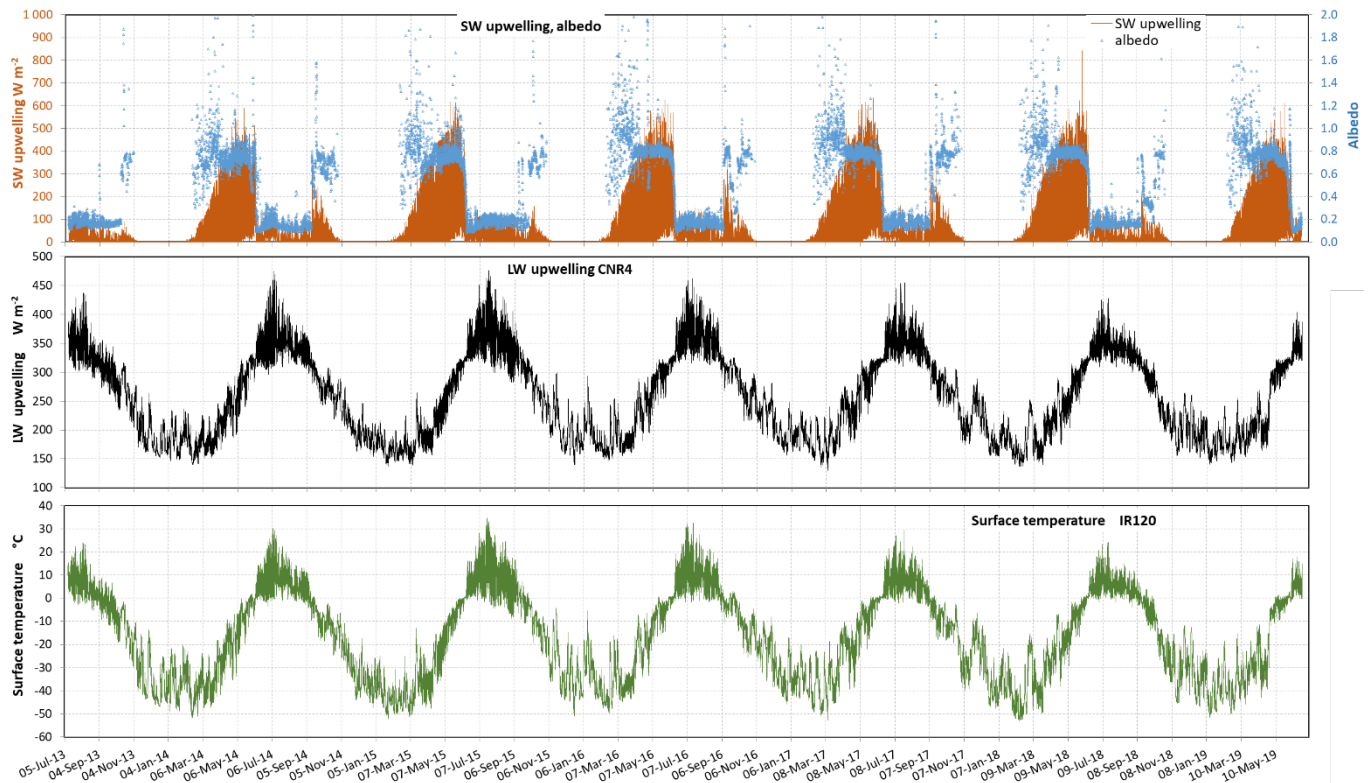 SW upwelling, albedo
SW upwelling
albedo
1 000
900
800
700
600
500
400
300
200
100
0
SW upwelling W m-2
2.0
1.8
1.6
1.4
1.2
1.0
0.8
0.6
0.4
0.2
0.0
Albedo
LW upwelling CNR4
500
450
400
350
300
250
200
150
100
LW upwelling W m-2
Surface temperature IR120
40
30
20
10
0
-10
-20
-30
-40
-50
-60
Surface temperature °C
05-Jul-13
04-Sep-13
04-Nov-13
04-Jan-14
06-Mar-14
06-May-14
06-Jul-14
05-Sep-14
05-Nov-14
05-Jan-15
07-Mar-15
07-May-15
07-Jul-15
06-Sep-15
06-Nov-15
06-Jan-16
07-Mar-16
07-May-16
07-Jul-16
06-Sep-16
06-Nov-16
06-Jan-17
08-Mar-17
08-May-17
08-Jul-17
07-Sep-17
07-Nov-17
07-Jan-18
09-Mar-18
09-May-18
09-Jul-18
08-Sep-18
08-Nov-18
08-Jan-19
10-Mar-19
10-May-19